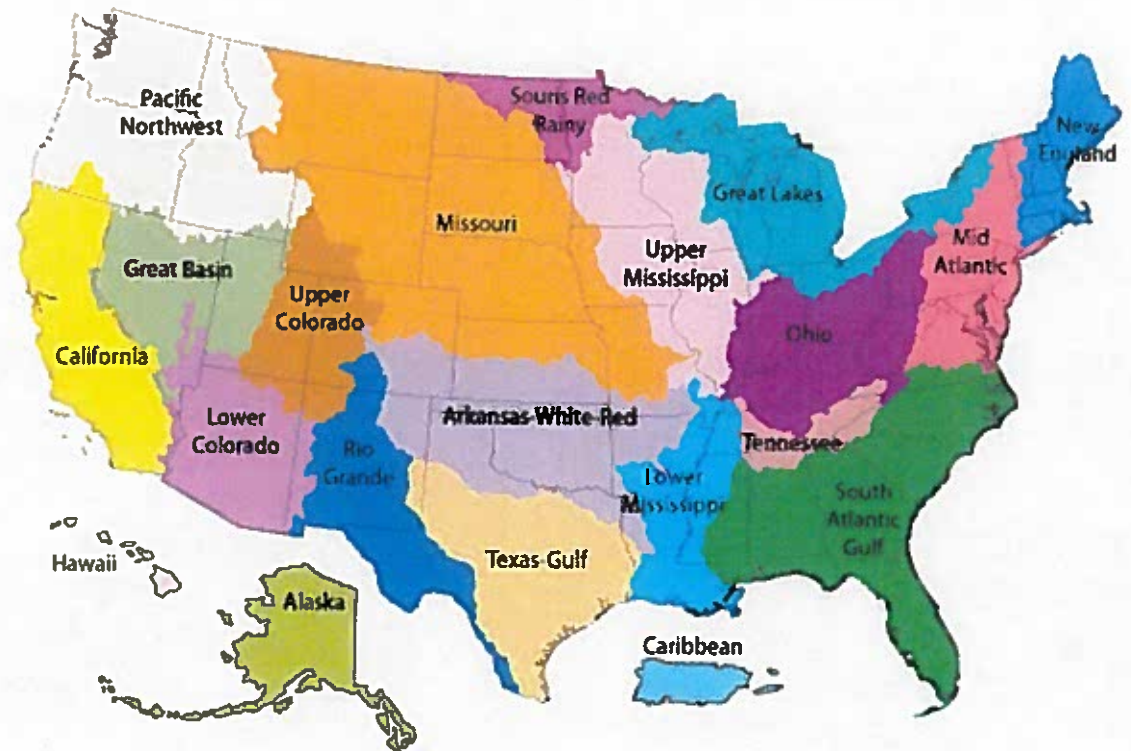 Pacific
Northwest
Souris Red
Rainy
New
England
Great Lakes
Missouri
Upper
Mississippi
Mid
Atlantic
Great Basin
Upper
Colorado
Ohio
California
Lower
Colorado
Arkansas-White-Red
Tennessee
Rio
Grande
Lower
Mississippi
South
Atlantic
Gulf
Texas-Gulf
Hawaii
Alaska
Caribbean